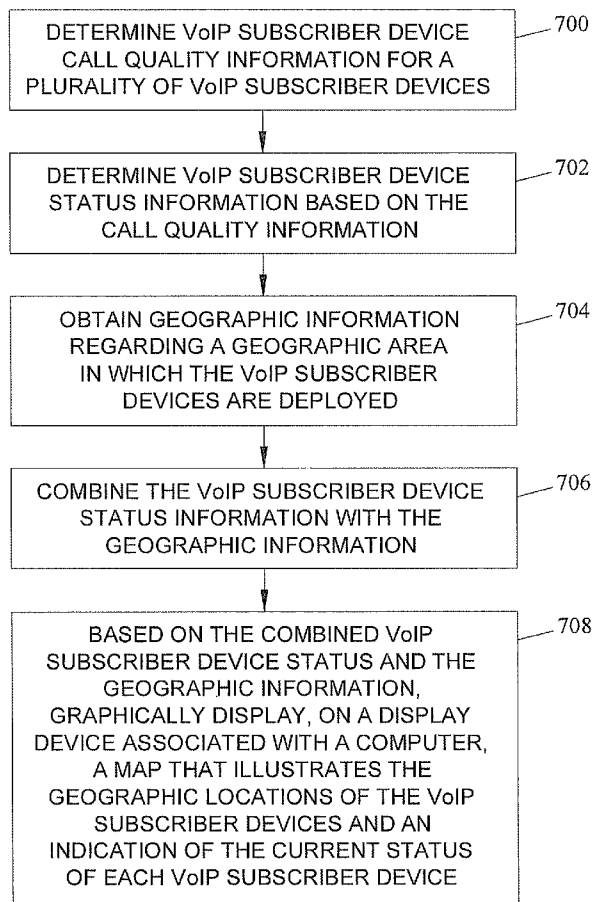 DETERMINE VoIP SUBSCRIBER DEVICE
CALL QUALITY INFORMATION FOR A
PLURALITY OF VoIP SUBSCRIBER DEVICES
700
DETERMINE VoIP SUBSCRIBER DEVICE
STATUS INFORMATION BASED ON THE
CALL QUALITY INFORMATION
702
OBTAIN GEOGRAPHIC INFORMATION
REGARDING A GEOGRAPHIC AREA
IN WHICH THE VoIP SUBSCRIBER
DEVICES ARE DEPLOYED
704
COMBINE THE VoIP SUBSCRIBER DEVICE
STATUS INFORMATION WITH THE
GEOGRAPHIC INFORMATION
706
BASED ON THE COMBINED VoIP
SUBSCRIBER DEVICE STATUS AND THE
GEOGRAPHIC INFORMATION,
GRAPHICALLY DISPLAY, ON A DISPLAY
DEVICE ASSOCIATED WITH A COMPUTER,
A MAP THAT ILLUSTRATES THE
GEOGRAPHIC LOCATIONS OF THE VoIP
SUBSCRIBER DEVICES AND AN
INDICATION OF THE CURRENT STATUS
OF EACH VoIP SUBSCRIBER DEVICE
708